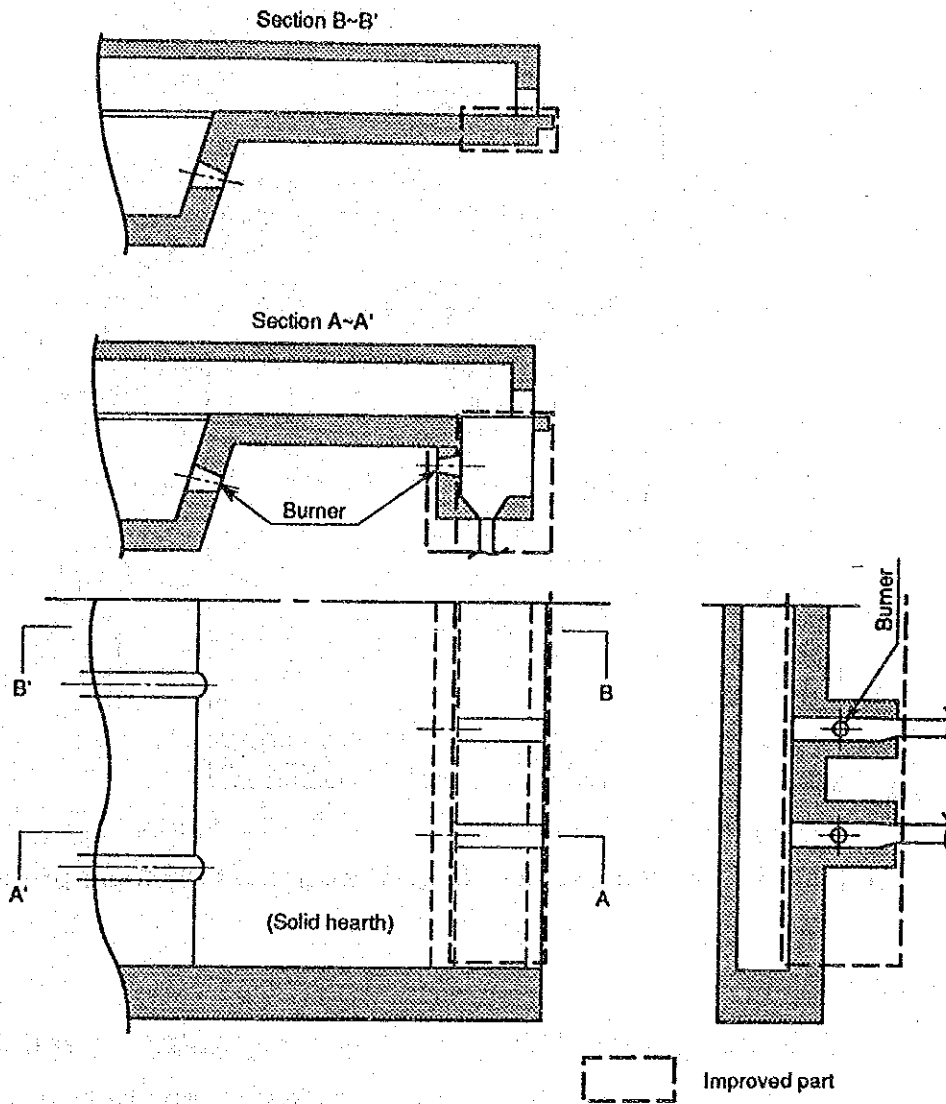 Section B~B'
Section A~A'
Burner
Burner
B'
B
A'
A
(Solid hearth)
Improved part